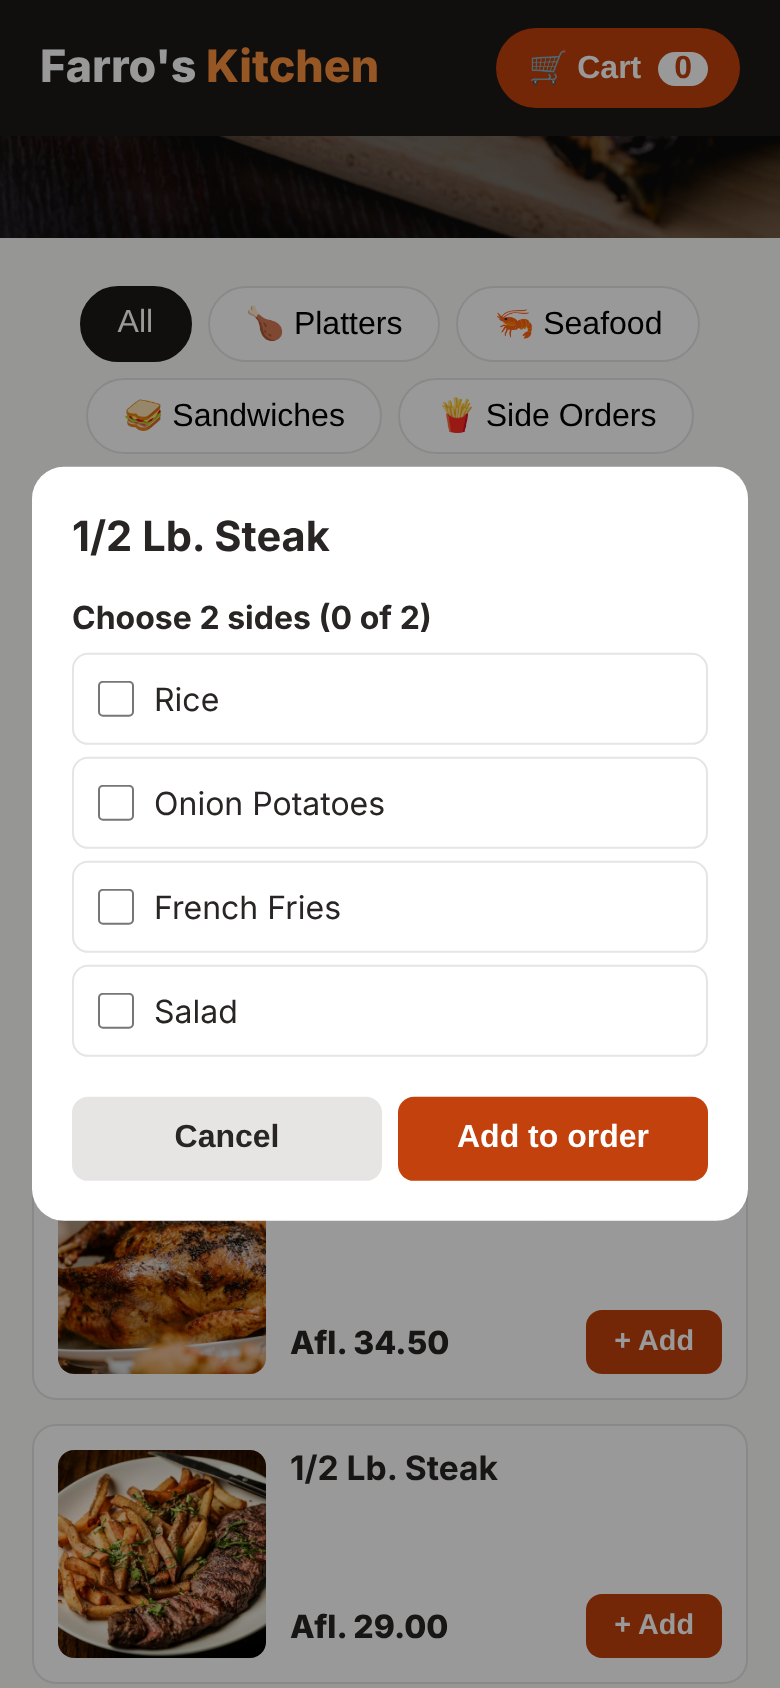 Farro's Kitchen
🛒 Cart 0
All
🍗 Platters
🦐 Seafood
🥪 Sandwiches
🍟 Side Orders
1/2 Lb. Steak
Choose 2 sides (0 of 2)
Rice
Onion Potatoes
French Fries
Salad
Cancel
Add to order
Afl. 34.50
+ Add
1/2 Lb. Steak
Afl. 29.00
+ Add